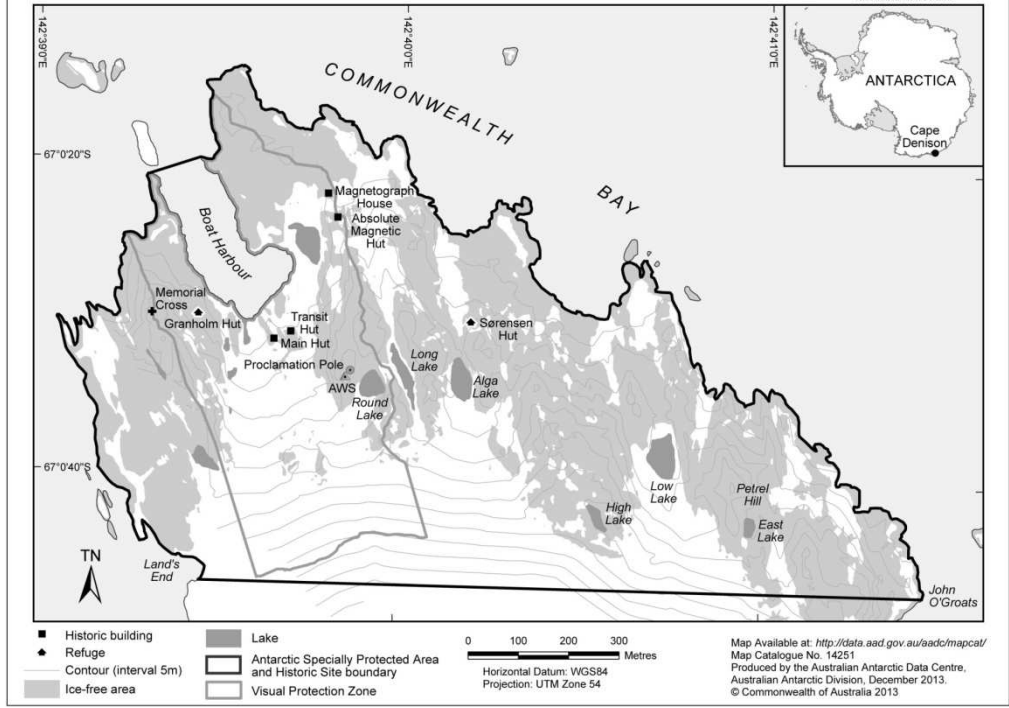 142°39'0"E
142°40'0"E
142°41'0"E
COMMONWEALTH
BAY
ANTARCTICA
Cape
Denison
67°0'20"S
Magnetograph
House
Absolute
Magnetic
Hut
Boat Harbour
Memorial
Cross
Granholm Hut
Transit
Hut
Main Hut
Sørensen
Hut
Proclamation Pole
AWS
Round
Lake
Long
Lake
Alga
Lake
67°0'40"S
Low
Lake
High
Lake
Petrel
Hill
East
Lake
TN
Land's
End
John
O'Groats
Historic building
Refuge
Contour (interval 5m)
Ice-free area
Lake
Antarctic Specially Protected Area
and Historic Site boundary
Visual Protection Zone
0 100 200 300
Metres
Horizontal Datum: WGS84
Projection: UTM Zone 54
Map Available at: http://data.aad.gov.au/aadc/mapcat/
Map Catalogue No. 14251
Produced by the Australian Antarctic Data Centre,
Australian Antarctic Division, December 2013.
© Commonwealth of Australia 2013